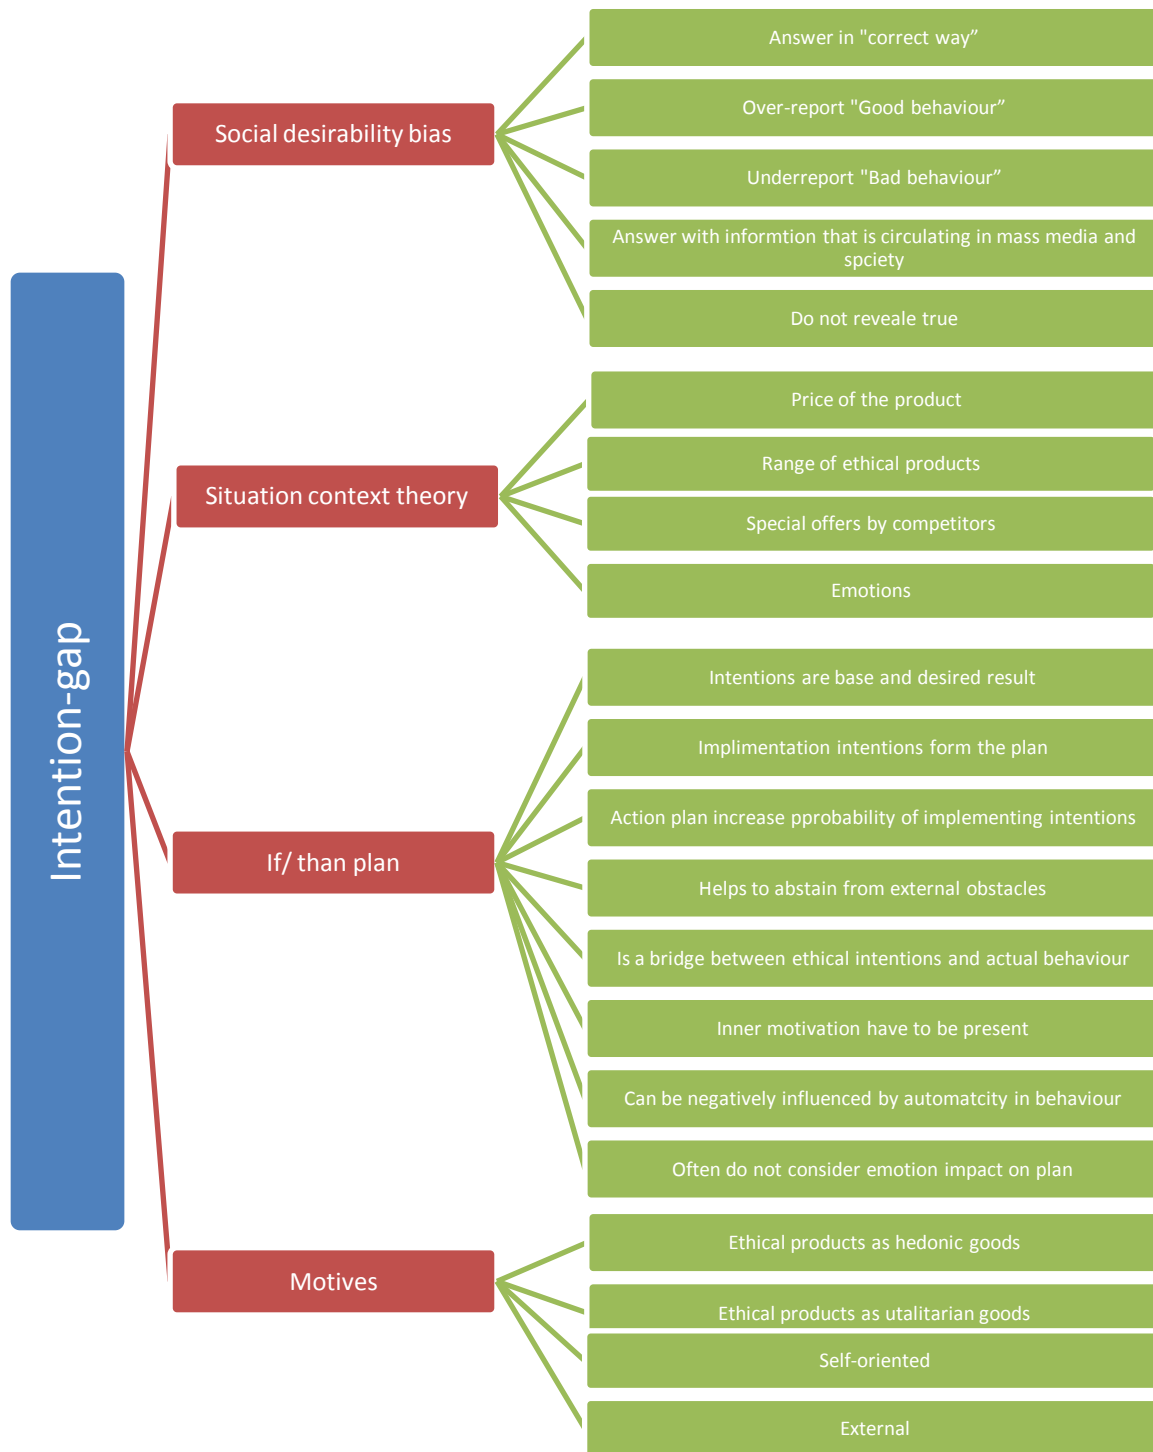 Intention-gap
Social desirability bias
Answer in "correct way”
Over-report "Good behaviour”
Underreport "Bad behaviour”
Answer with informtion that is circulating in mass media and
spciety
Do not reveale true
Situation context theory
Price of the product
Range of ethical products
Special offers by competitors
Emotions
If/ than plan
Intentions are base and desired result
Implimentation intentions form the plan
Action plan increase pprobability of implementing intentions
Helps to abstain from external obstacles
Is a bridge between ethical intentions and actual behaviour
Inner motivation have to be present
Can be negatively influenced by automatcity in behaviour
Often do not consider emotion impact on plan
Motives
Ethical products as hedonic goods
Ethical products as utalitarian goods
Self-oriented
External